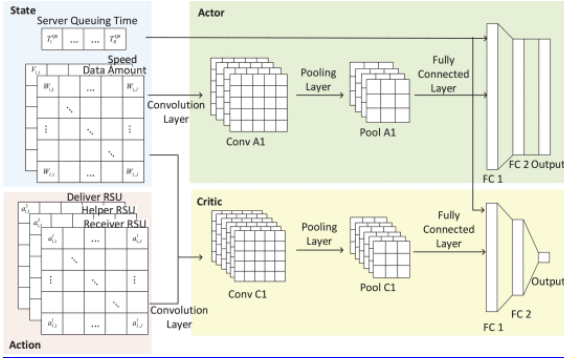 State
Server Queuing Time
... ...
Speed
Data Amount
...
...
Convolution
Layer
Deliver RSU
Helper RSU
Receiver RSU
...
...
Convolution
Layer
Action
Actor
Pooling
Layer
Fully
Connected
Layer
Conv A1
Pool A1
FC 1
FC 2
Output
Critic
Pooling
Layer
Fully
Connected
Layer
Conv C1
Pool C1
FC 1
FC 2
Output